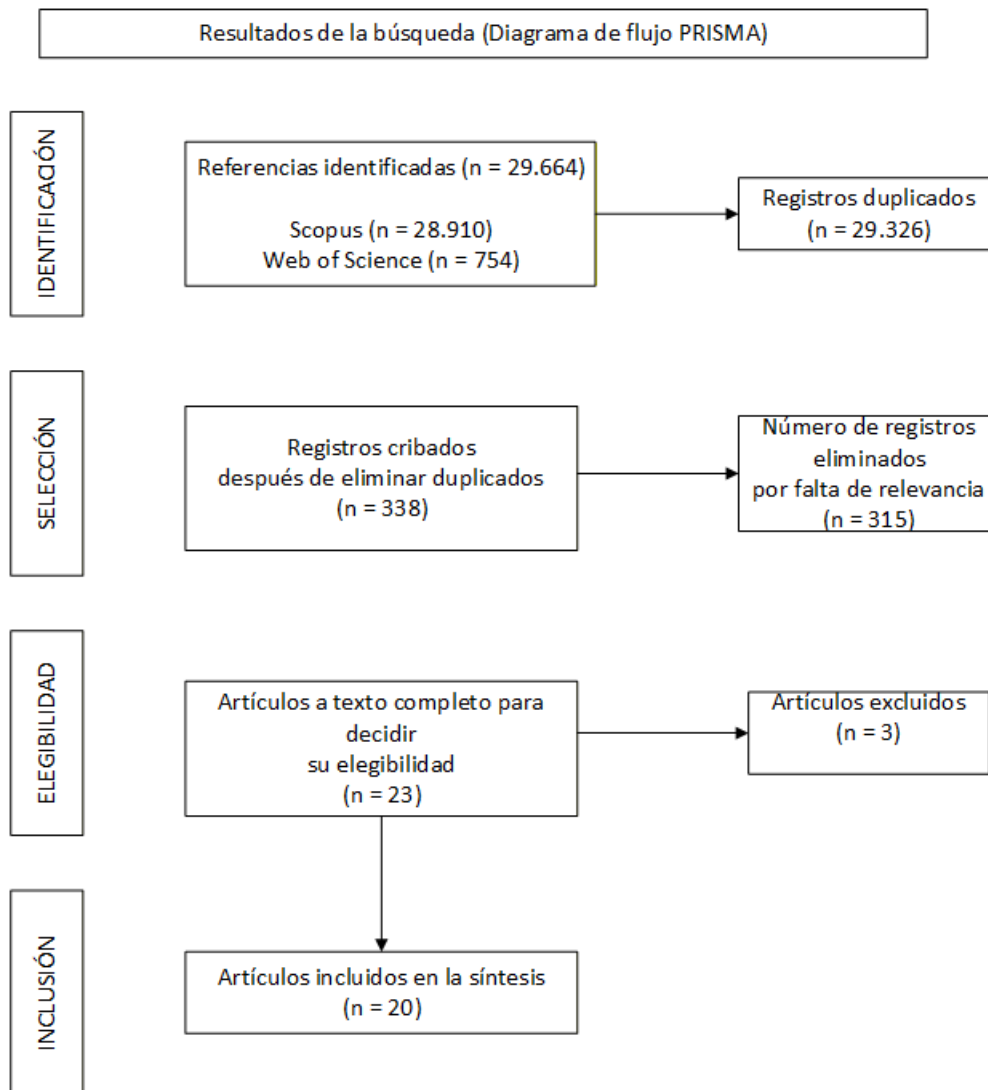 Resultados de la búsqueda (Diagrama de flujo PRISMA)
IDENTIFICACIÓN
Referencias identificadas (n = 29.664)
Scopus (n = 28.910)
Web of Science (n = 754)
Registros duplicados
(n = 29.326)
SELECCIÓN
Registros cribados
después de eliminar duplicados
(n = 338)
Número de registros
eliminados
por falta de relevancia
(n = 315)
ELEGIBILIDAD
Artículos a texto completo para
decidir
su elegibilidad
(n = 23)
Artículos excluidos
(n = 3)
INCLUSIÓN
Artículos incluidos en la síntesis
(n = 20)